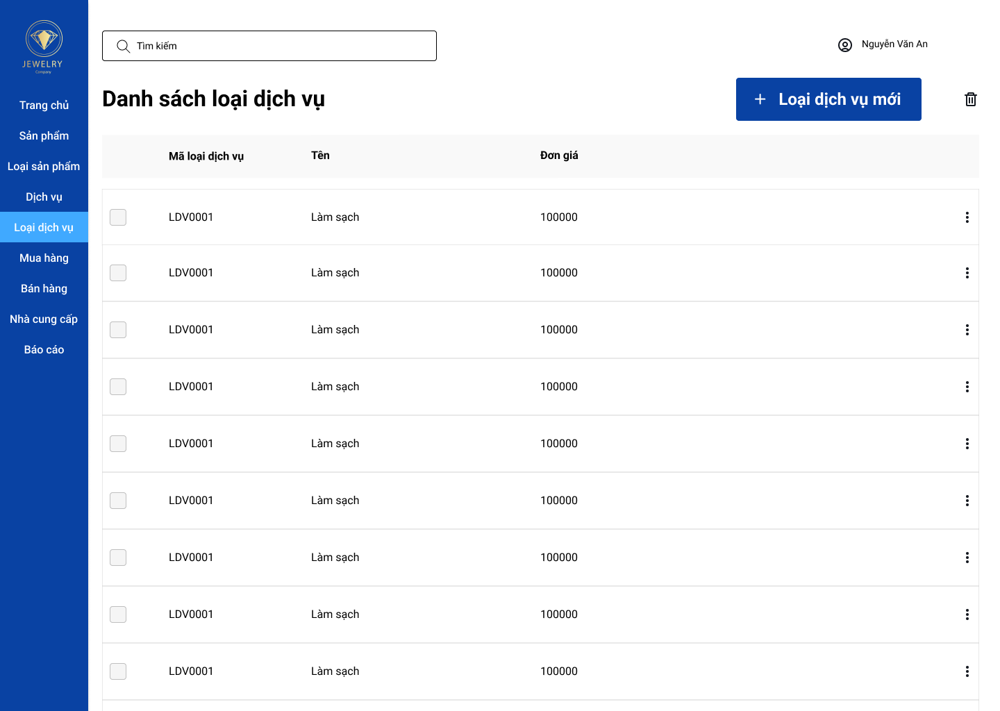 JEWELRY
Company
Trang chủ
Sản phẩm
Loại sản phẩm
Dịch vụ
Loại dịch vụ
Mua hàng
Bán hàng
Nhà cung cấp
Báo cáo
Tìm kiếm
Nguyễn Văn An
Danh sách loại dịch vụ
+ Loại dịch vụ mới
Mã loại dịch vụ Tên Đơn giá
LDV0001 Làm sạch 100000
LDV0001 Làm sạch 100000
LDV0001 Làm sạch 100000
LDV0001 Làm sạch 100000
LDV0001 Làm sạch 100000
LDV0001 Làm sạch 100000
LDV0001 Làm sạch 100000
LDV0001 Làm sạch 100000
LDV0001 Làm sạch 100000